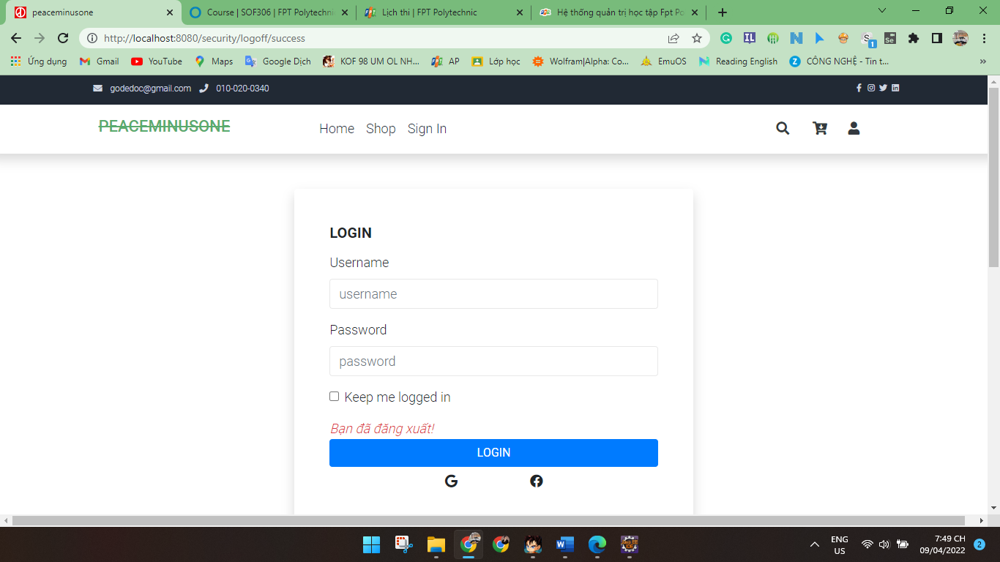 peaceminusone
Course | SOF306 | FPT Polytechni
Lịch thi | FPT Polytechnic
Hệ thống quản trị học tập Fpt Po
http://localhost:8080/security/logoff/success
IL
N
S
1
Se
Ứng dụng
Gmail
YouTube
Maps
Google Dịch
KOF 98 UM OL NH...
AP
Lớp học
Wolfram|Alpha: Co...
EmuOS
Reading English
CÔNG NGHỆ - Tin t...
godedoc@gmail.com
010-020-0340
PEACEMINUSONE
Home
Shop
Sign In
LOGIN
Username
username
Password
password
Keep me logged in
Bạn đã đăng xuất!
LOGIN
ENG
US
7:49 CH
09/04/2022
2